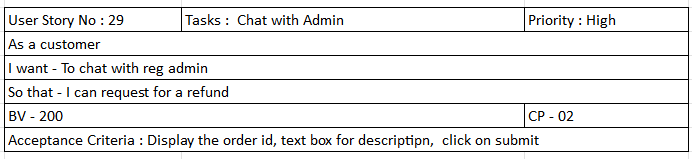 User Story No : 29 Tasks : Chat with Admin Priority : High
As a customer
I want - To chat with reg admin
So that - I can request for a refund
BV - 200 CP - 02
Acceptance Criteria : Display the order id, text box for descriptipn, click on submit